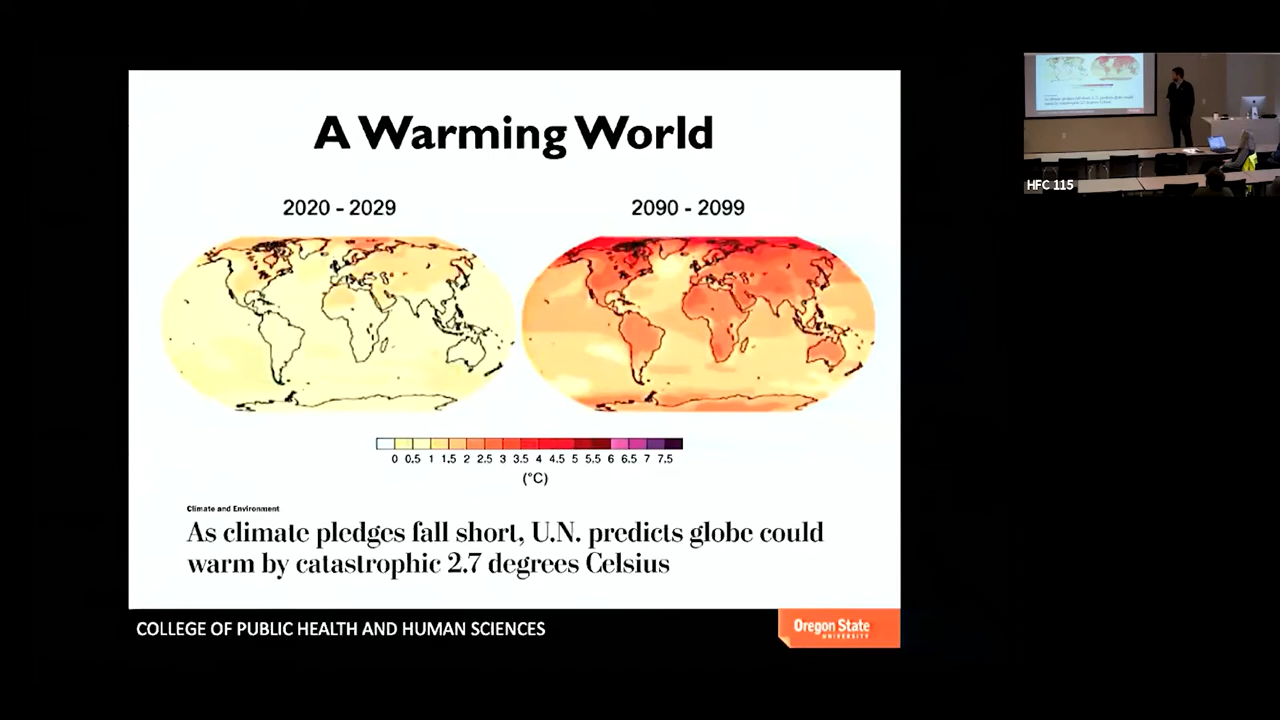 A Warming World
2020 - 2029
2090 - 2099
0 0.5 1 1.5 2 2.5 3 3.5 4 4.5 5 5.5 6 6.5 7 7.5
(°C)
Climate and Environment
As climate pledges fall short, U.N. predicts globe could
warm by catastrophic 2.7 degrees Celsius
COLLEGE OF PUBLIC HEALTH AND HUMAN SCIENCES
Oregon State
UNIVERSITY
HFC 115